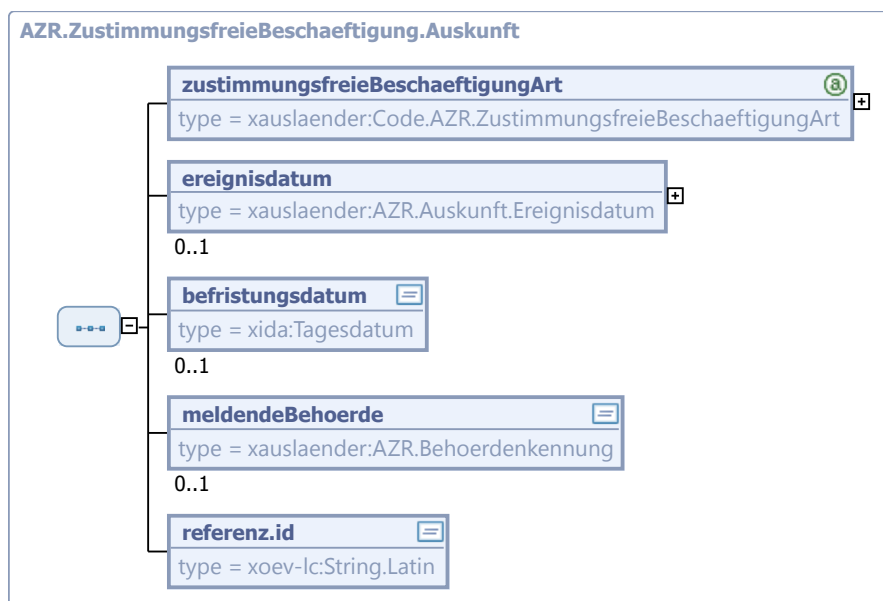 AZR.ZustimmungsfreieBeschaeftigung.Auskunft
zustimmungsfreieBeschaeftigungArt
type = xauslaender:Code.AZR.ZustimmungsfreieBeschaeftigungArt
ereignisdatum
type = xauslaender:AZR.Auskunft.Ereignisdatum
0..1
befristungsdatum
type = xida:Tagesdatum
0..1
meldendeBehoerde
type = xauslaender:AZR.Behoerdenkennung
0..1
referenz.id
type = xoev-lc:String.Latin